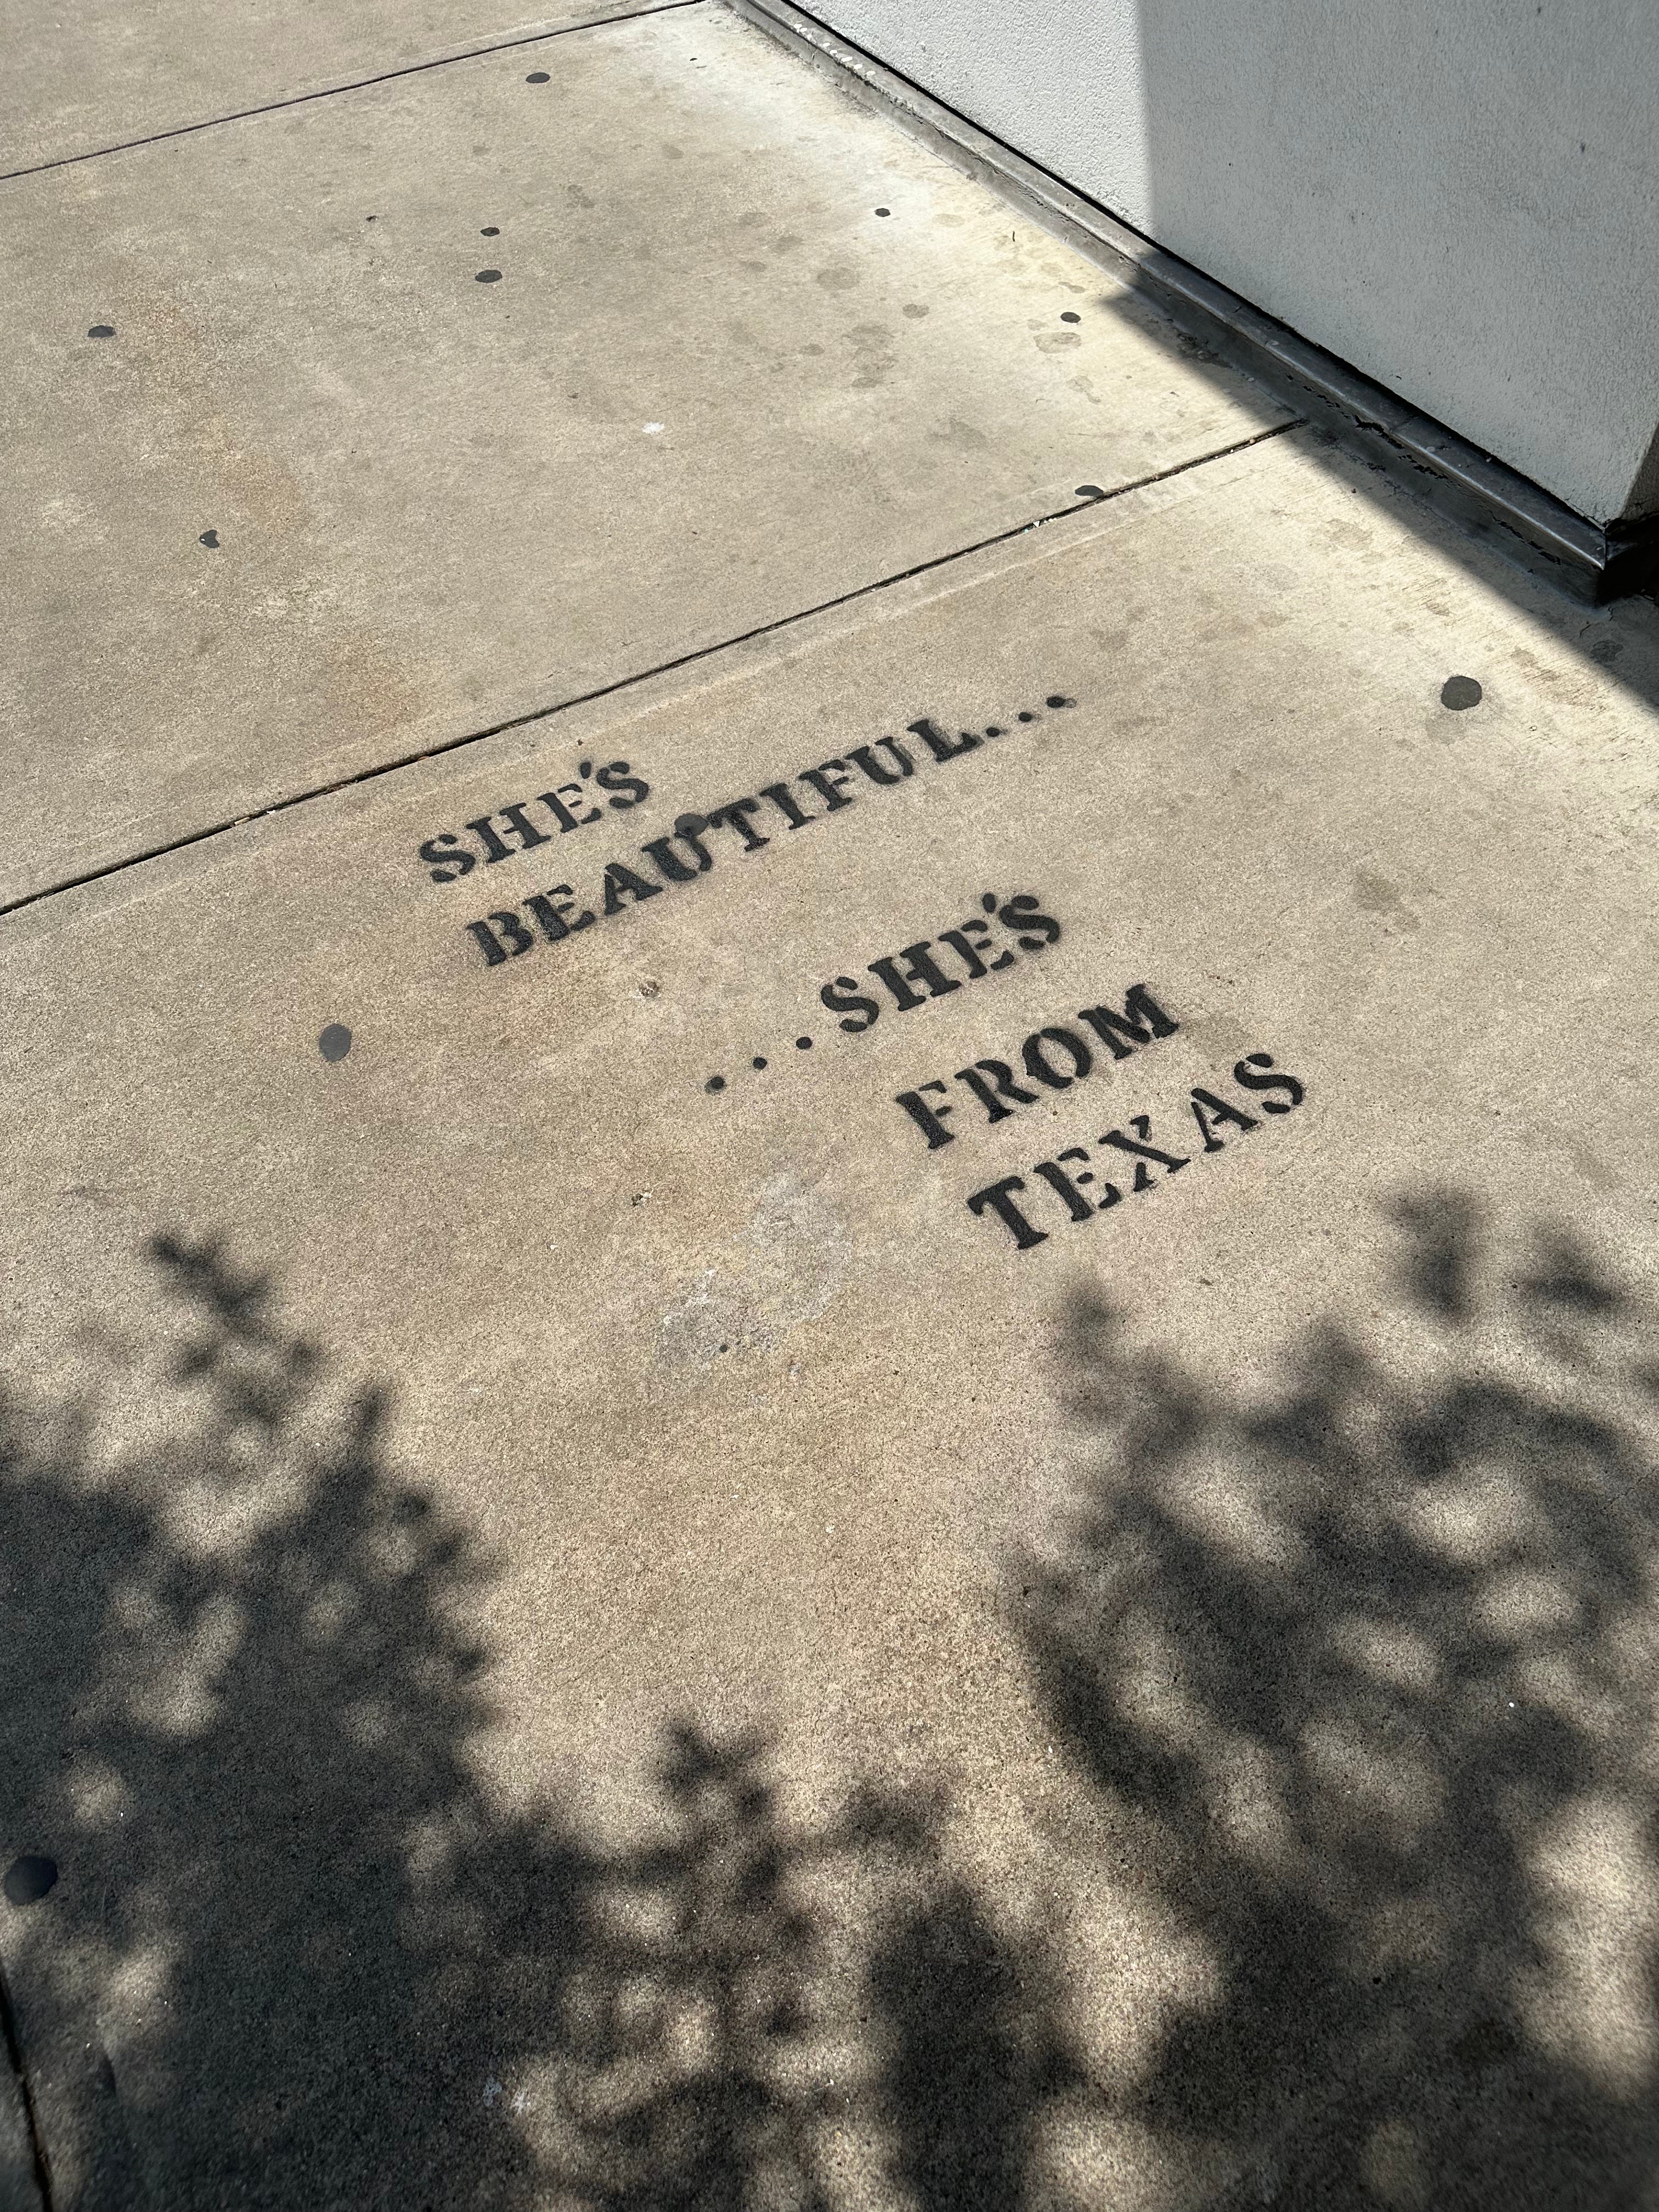 SHE'S
BEAUTIFUL...
...SHE'S
FROM
TEXAS